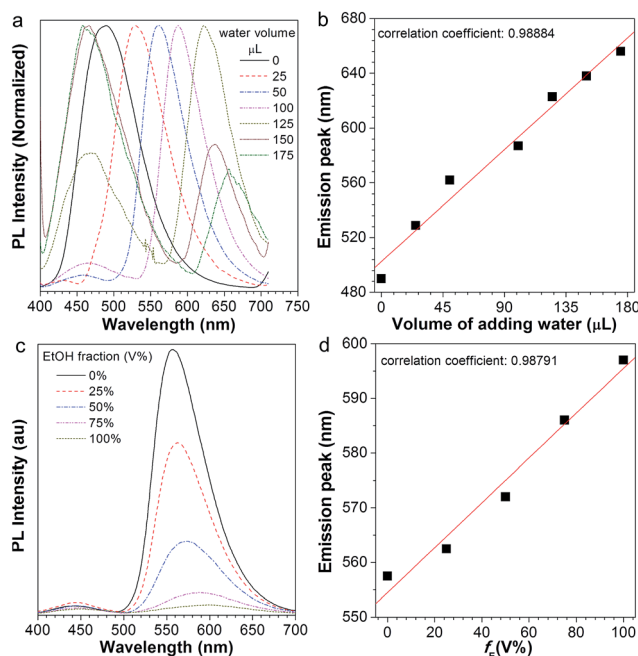 a
water volume
μL
0
25
50
100
125
150
175
PL Intensity (Normalized)
400 450 500 550 600 650 700 750
Wavelength (nm)
b
correlation coefficient: 0.98884
Emission peak (nm)
680
640
600
560
520
480
0 45 90 135 180
Volume of adding water (μL)
c
EtOH fraction (V%)
0%
25%
50%
75%
100%
PL Intensity (au)
400 450 500 550 600 650 700
Wavelength (nm)
d
correlation coefficient: 0.98791
Emission peak (nm)
600
590
580
570
560
550
0 20 40 60 80 100
fE(V%)